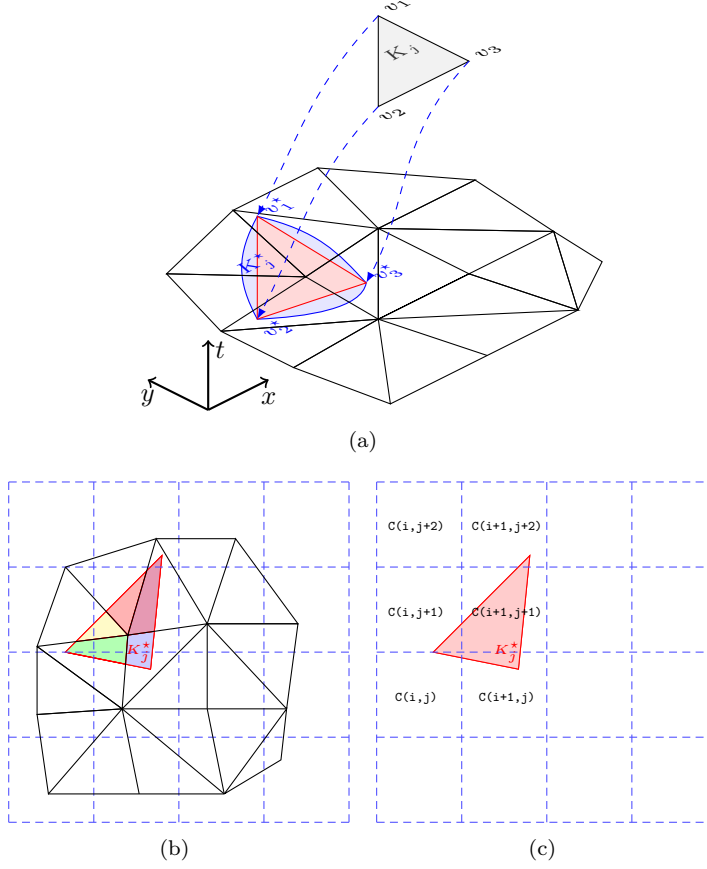 v₁
K_j
v₃
v₂
v₁*
K_j*
v₃*
v₂*
t
y
x
(a)
C(i,j+2) C(i+1,j+2)
C(i,j+1) C(i+1,j+1)
K_j* K_j*
C(i,j) C(i+1,j)
(b) (c)